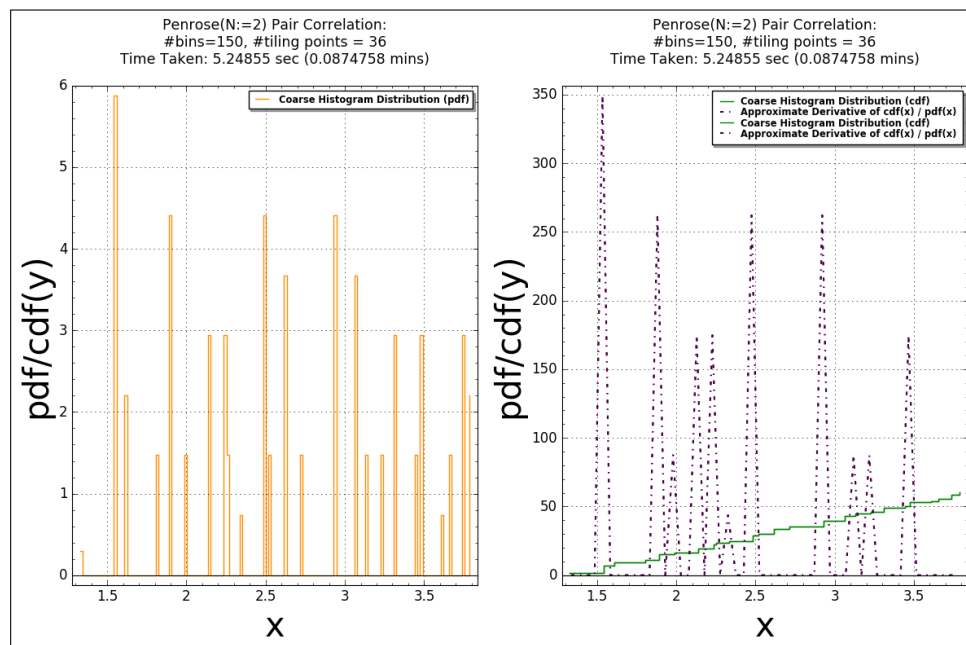 Penrose(N:=2) Pair Correlation:
#bins=150, #tiling points = 36
Time Taken: 5.24855 sec (0.0874758 mins)
Coarse Histogram Distribution (pdf)
6
5
4
3
2
1
0
pdf/cdf(y)
1.5
2
2.5
3
3.5
x
Penrose(N:=2) Pair Correlation:
#bins=150, #tiling points = 36
Time Taken: 5.24855 sec (0.0874758 mins)
Coarse Histogram Distribution (cdf)
Approximate Derivative of cdf(x) / pdf(x)
Coarse Histogram Distribution (cdf)
Approximate Derivative of cdf(x) / pdf(x)
350
300
250
200
150
100
50
0
pdf/cdf(y)
1.5
2
2.5
3
3.5
x